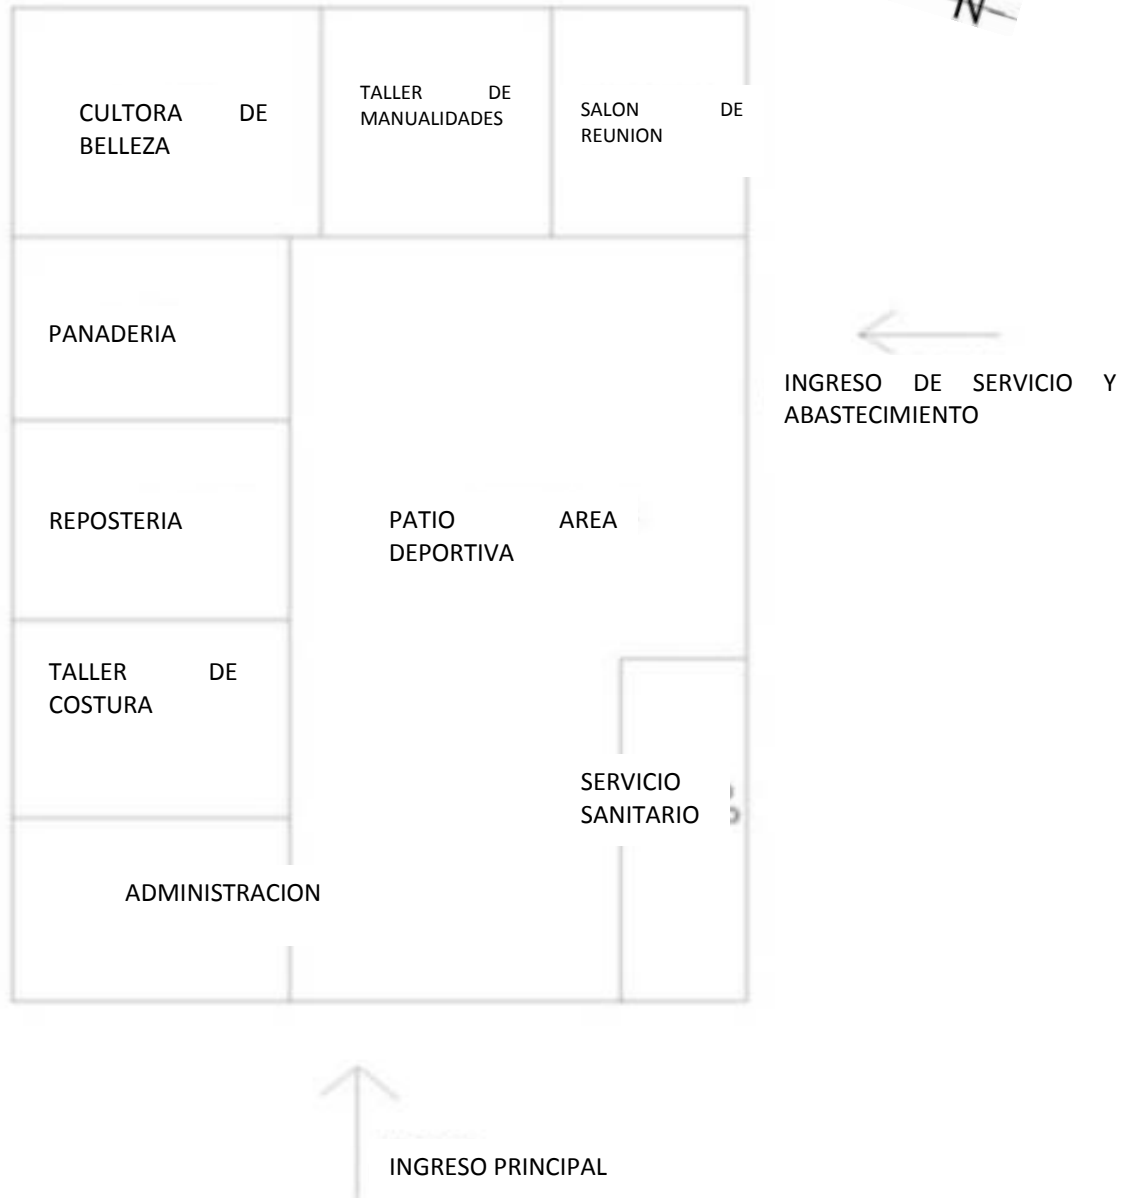 N
CULTORA DE
BELLEZA
TALLER DE
MANUALIDADES
SALON DE
REUNION
PANADERIA
INGRESO DE SERVICIO Y
ABASTECIMIENTO
REPOSTERIA
PATIO AREA
DEPORTIVA
TALLER DE
COSTURA
SERVICIO
SANITARIO
ADMINISTRACION
INGRESO PRINCIPAL